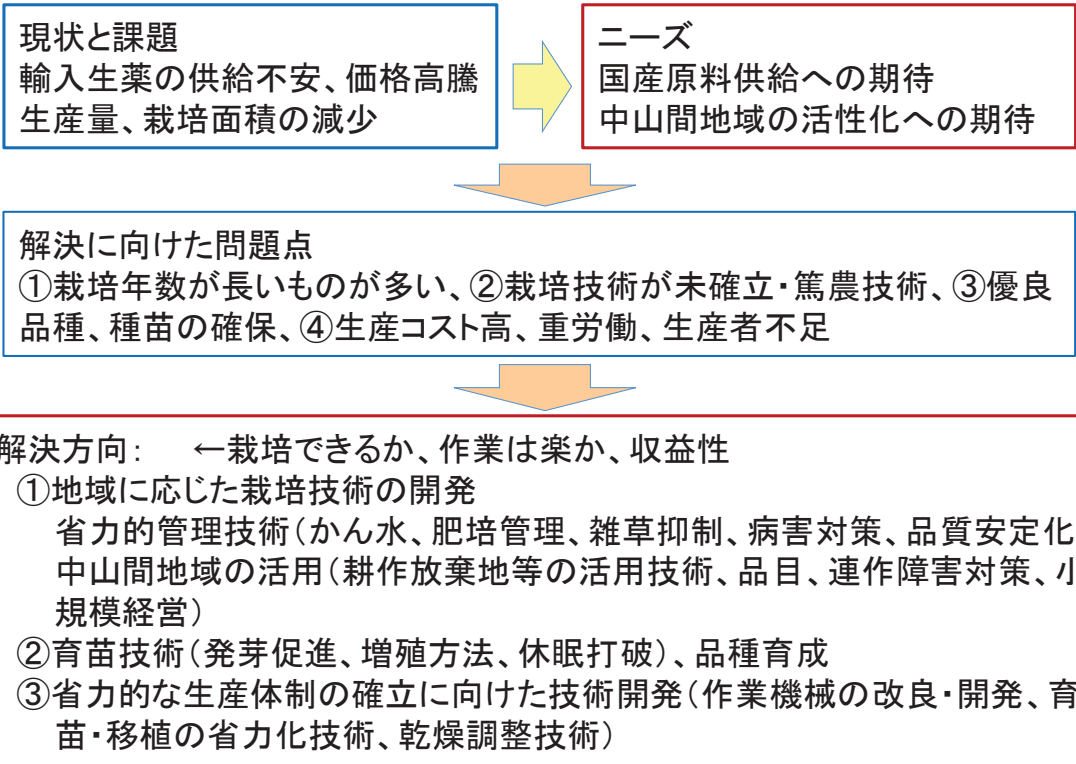 現状と課題
輸入生薬の供給不安、価格高騰
生産量、栽培面積の減少
ニーズ
国産原料供給への期待
中山間地域の活性化への期待
解決に向けた問題点
①栽培年数が長いものが多い、②栽培技術が未確立・篤農技術、③優良
品種、種苗の確保、④生産コスト高、重労働、生産者不足
解決方向： ←栽培できるか、作業は楽か、収益性
①地域に応じた栽培技術の開発
省力的管理技術（かん水、肥培管理、雑草抑制、病害対策、品質安定化
中山間地域の活用（耕作放棄地等の活用技術、品目、連作障害対策、小
規模経営）
②育苗技術（発芽促進、増殖方法、休眠打破）、品種育成
③省力的な生産体制の確立に向けた技術開発（作業機械の改良・開発、育
苗・移植の省力化技術、乾燥調整技術）